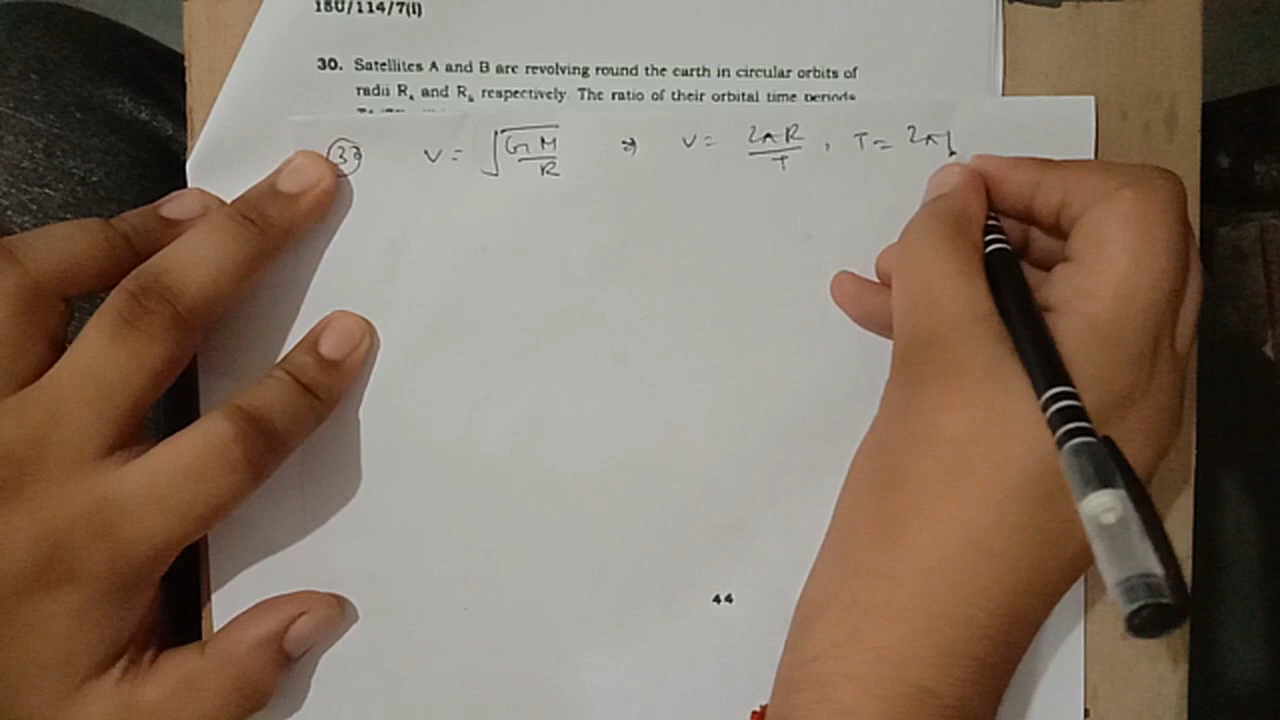 18U/114/7(i)
30. Satellites A and B are revolving round the earth in circular orbits of
radii Rₐ and R_b respectively. The ratio of their orbital time periods
30 V = √(GM/R) ⇒ V = 2πR/T , T = 2π
44